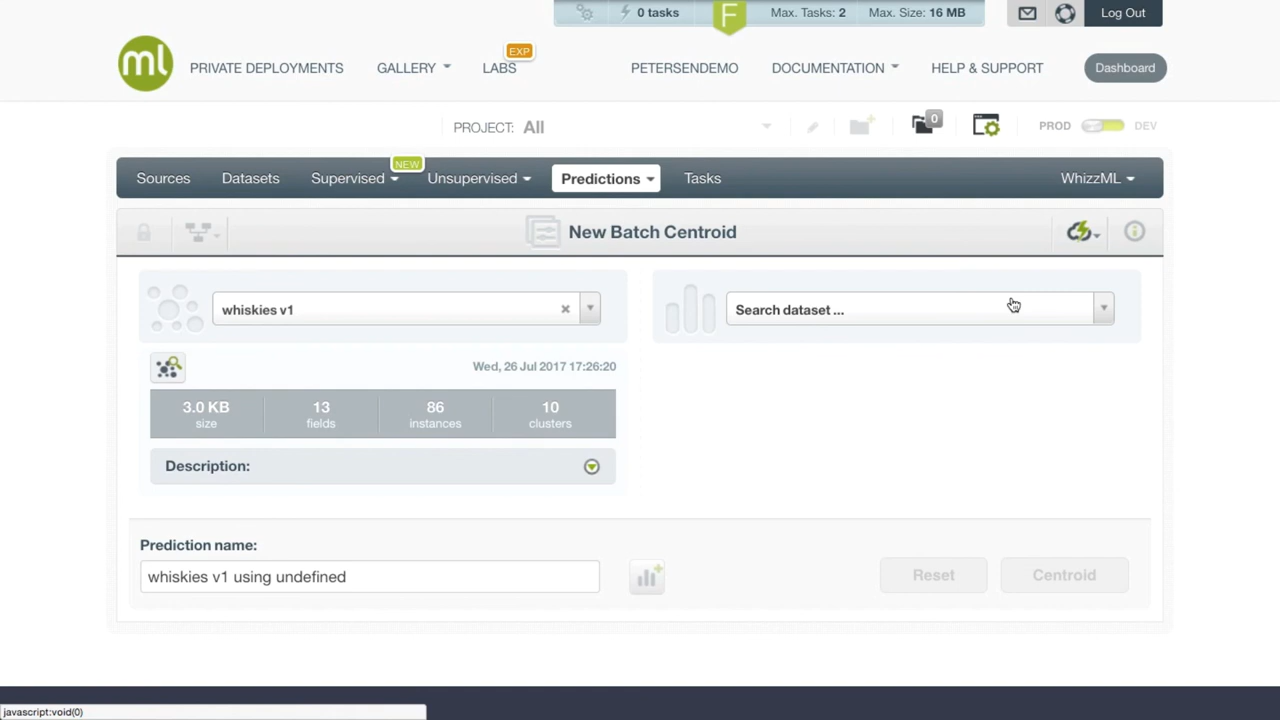 0 tasks
F
Max. Tasks: 2
Max. Size: 16 MB
Log Out
ml
PRIVATE DEPLOYMENTS
GALLERY
LABS
EXP
PETERSENDEMO
DOCUMENTATION
HELP & SUPPORT
Dashboard
PROJECT: All
0
PROD
DEV
Sources
Datasets
Supervised
NEW
Unsupervised
Predictions
Tasks
WhizzML
New Batch Centroid
whiskies v1
Search dataset ...
Wed, 26 Jul 2017 17:26:20
3.0 KB
size
13
fields
86
instances
10
clusters
Description:
Prediction name:
whiskies v1 using undefined
Reset
Centroid
javascript:void(0)